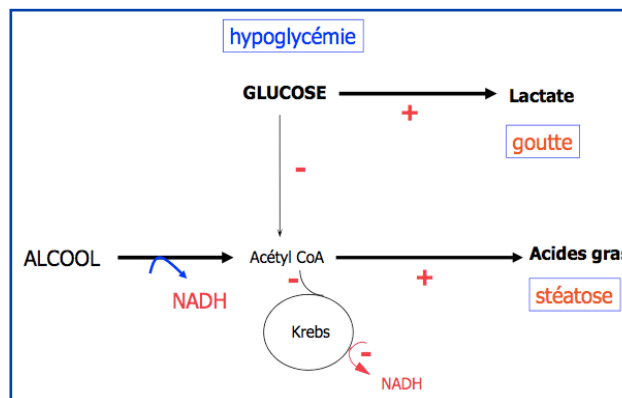 hypoglycémie
GLUCOSE
+
Lactate
goutte
-
ALCOOL
NADH
Acétyl CoA
+
Acides gras
stéatose
-
Krebs
-
NADH